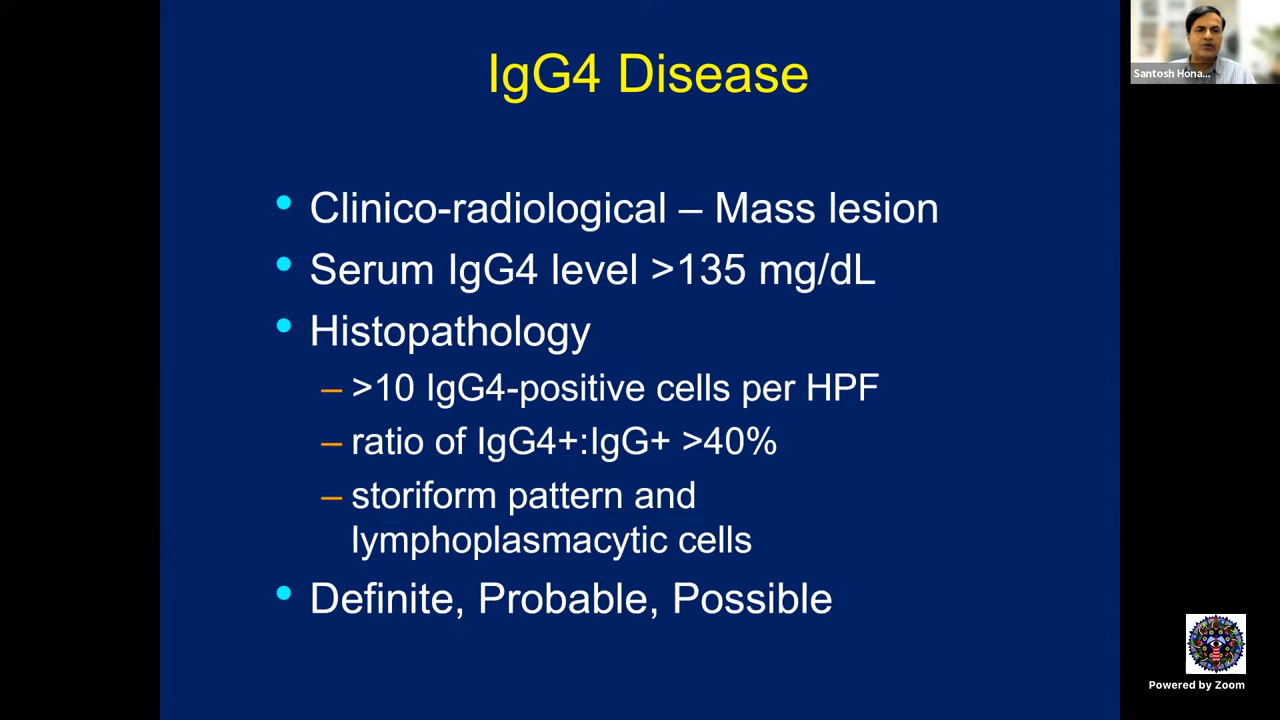 IgG4 Disease
Santosh Hona...
• Clinico-radiological – Mass lesion
• Serum IgG4 level >135 mg/dL
• Histopathology
– >10 IgG4-positive cells per HPF
– ratio of IgG4+:IgG+ >40%
– storiform pattern and
lymphoplasmacytic cells
• Definite, Probable, Possible
Powered by Zoom